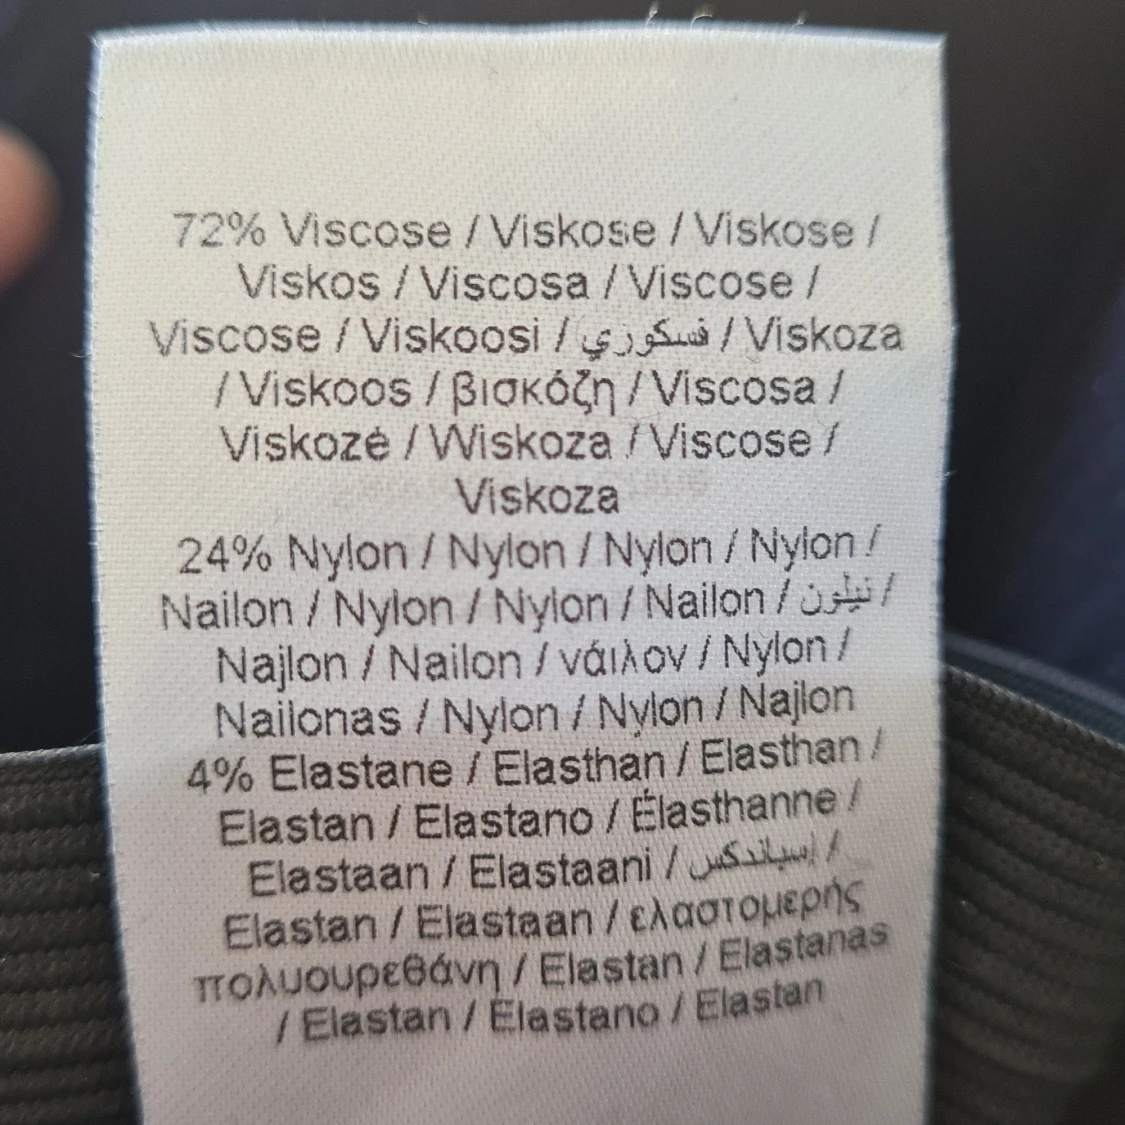 72% Viscose / Viskose / Viskose /
Viskos / Viscosa / Viscose /
Viscose / Viskoosi / فسكوزي / Viskoza
/ Viskoos / βισκόζη / Viscosa /
Viskozė / Wiskoza / Viscose /
Viskoza
24% Nylon / Nylon / Nylon / Nylon /
Nailon / Nylon / Nylon / Nailon / نيلون /
Najlon / Nailon / νάιλον / Nylon /
Nailonas / Nylon / Nylon / Najlon
4% Elastane / Elasthan / Elasthan /
Elastan / Elastano / Élasthanne /
Elastaan / Elastaani / إسباندكس /
Elastan / Elastaan / ελαστομερής
πολυουρεθάνη / Elastan / Elastanas
/ Elastan / Elastano / Elastan